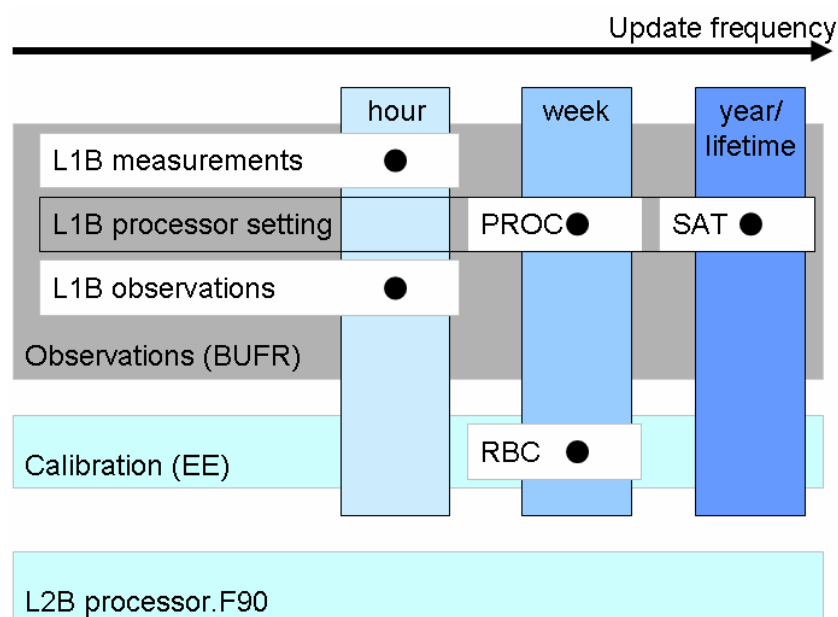 Update frequency
hour
week
year/
lifetime
L1B measurements
L1B processor setting
PROC
SAT
L1B observations
Observations (BUFR)
RBC
Calibration (EE)
L2B processor.F90